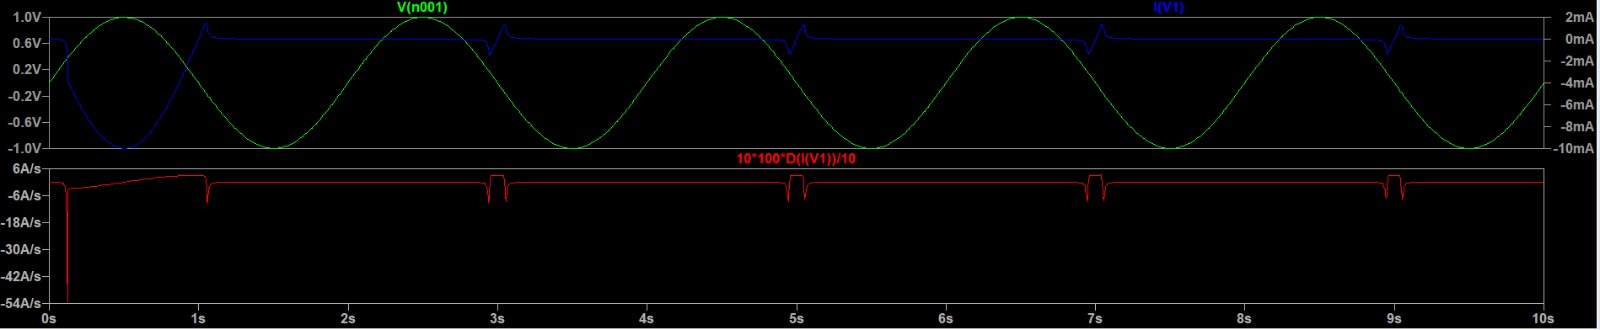 V(n001) I(V1)
1.0V 2mA
0.6V 0mA
0.2V -2mA
-0.2V -4mA
-0.6V -6mA
-8mA
-1.0V -10mA
10*100*D(I(V1))/10
6A/s
-6A/s
-18A/s
-30A/s
-42A/s
-54A/s
0s 1s 2s 3s 4s 5s 6s 7s 8s 9s 10s